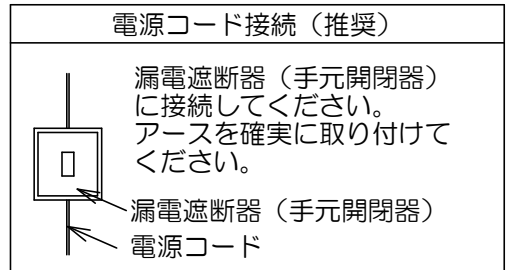 電源コード接続（推奨）
漏電遮断器（手元開閉器）
に接続してください。
アースを確実に取り付けて
ください。
漏電遮断器（手元開閉器）
電源コード